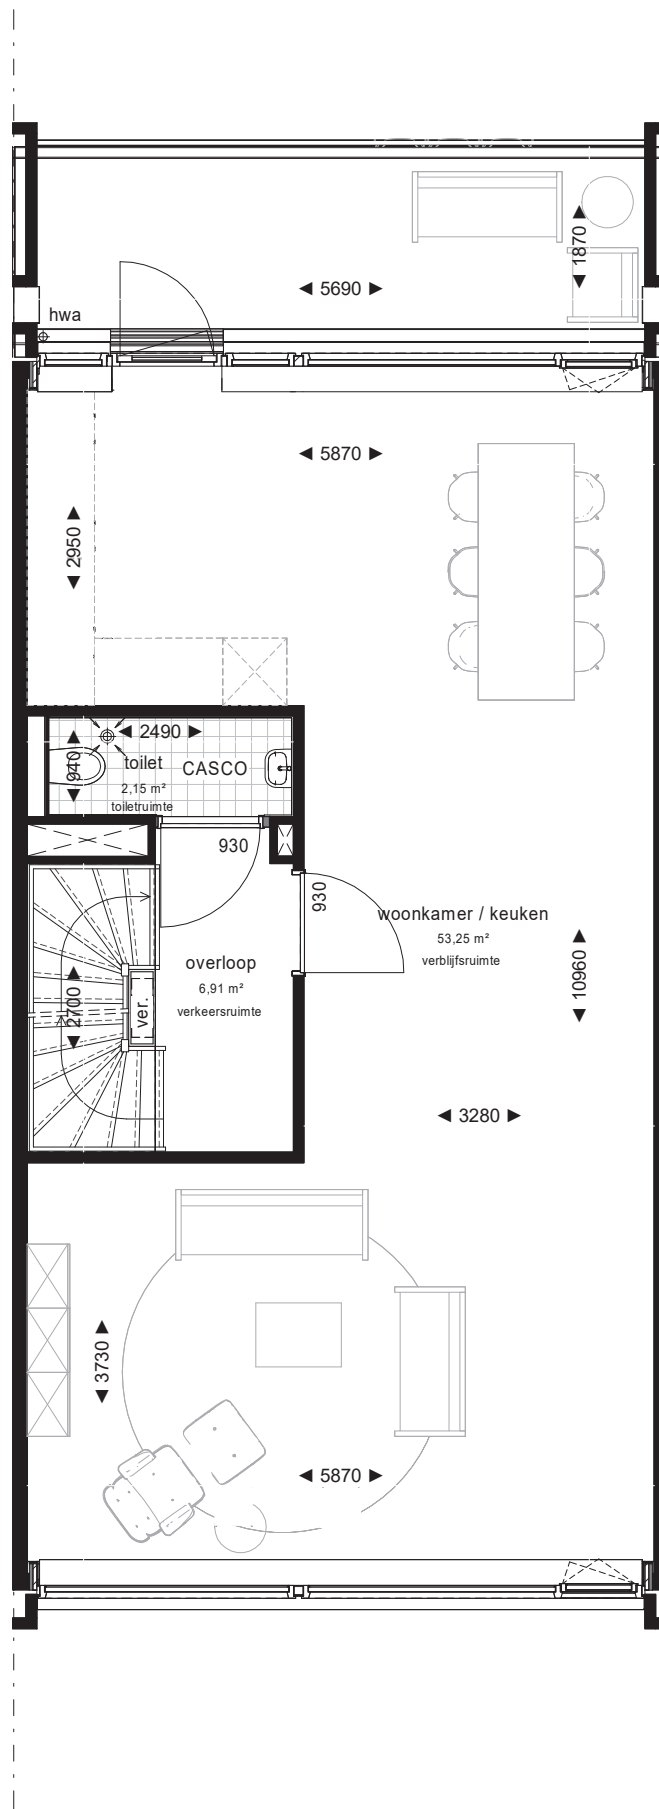 1870
5690
hwa
5870
2950
2490
940
toilet
CASCO
2,15 m²
toiletruimte
930
930
woonkamer / keuken
53,25 m²
verblijfsruimte
overloop
6,91 m²
verkeersruimte
10960
2700
ver.
3280
3730
5870